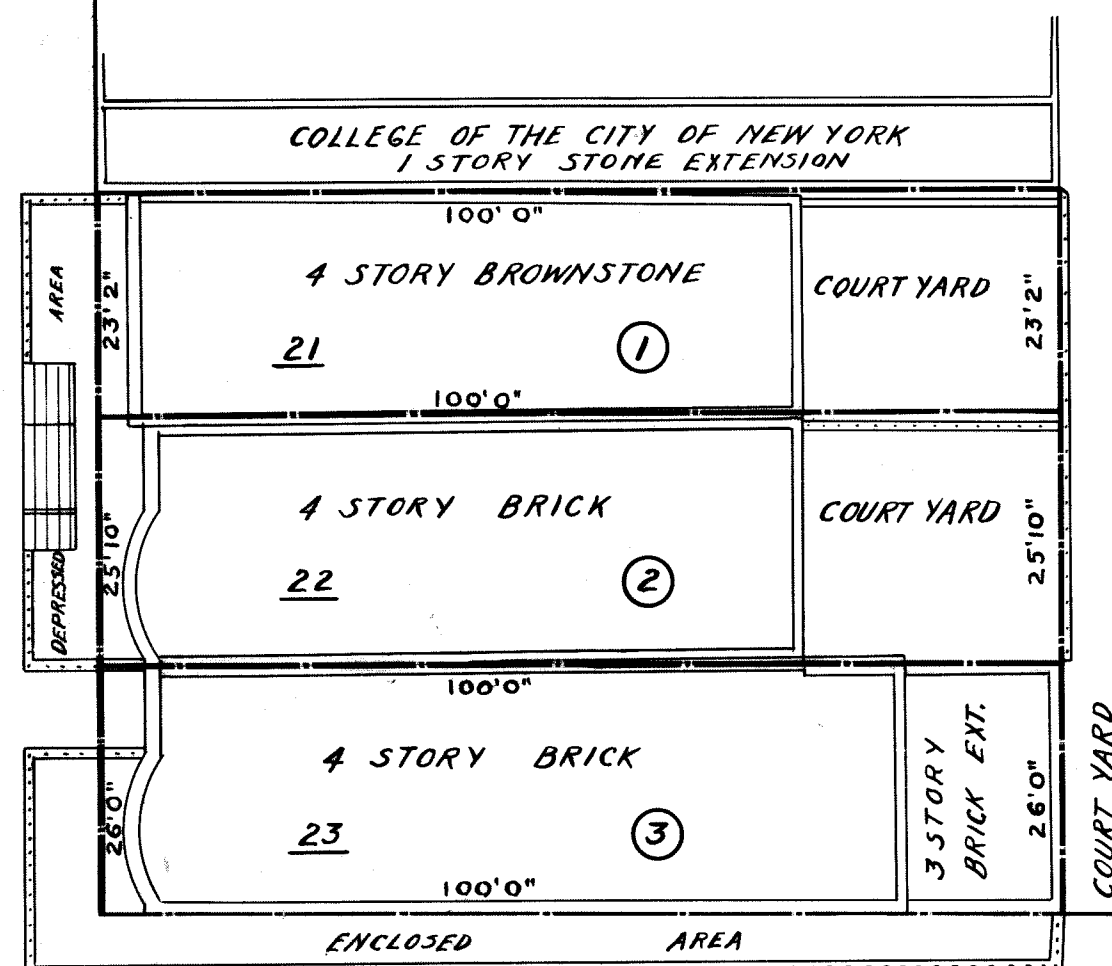 COLLEGE OF THE CITY OF NEW YORK
1 STORY STONE EXTENSION
100' 0"
AREA
23' 2"
4 STORY BROWNSTONE
COURT YARD
23' 2"
21
1
100' 0"
DEPRESSED
25' 10"
4 STORY BRICK
COURT YARD
25' 10"
22
2
100' 0"
26' 0"
4 STORY BRICK
3 STORY
BRICK EXT.
26' 0"
COURT YARD
23
3
100' 0"
ENCLOSED AREA